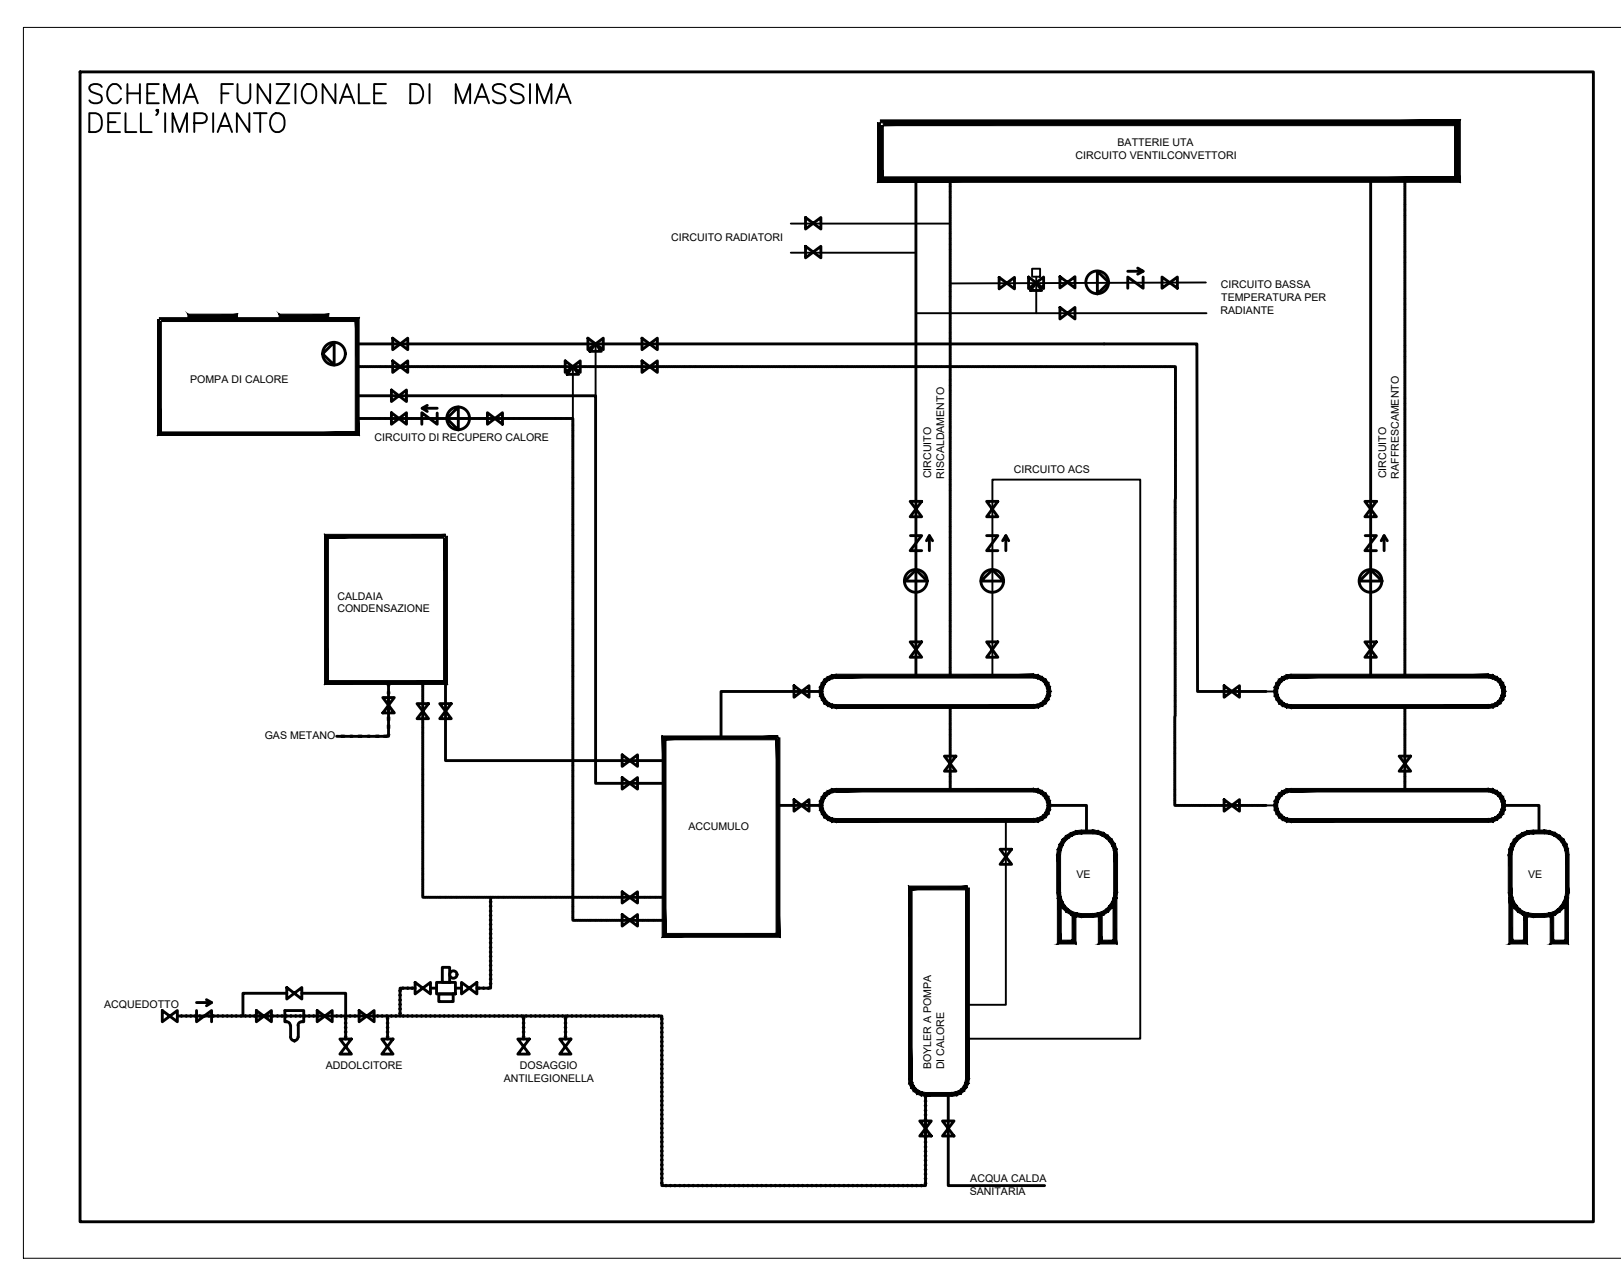 SCHEMA FUNZIONALE DI MASSIMA
DELL'IMPIANTO
BATTERIE UTA
CIRCUITO VENTILCONVETTORI
CIRCUITO RADIATORI
CIRCUITO BASSA
TEMPERATURA PER
RADIANTE
POMPA DI CALORE
CIRCUITO DI RECUPERO CALORE
CIRCUITO
RISCALDAMENTO
CIRCUITO
RAFFRESCAMENTO
CIRCUITO ACS
CALDAIA
CONDENSAZIONE
GAS METANO
ACCUMULO
VE
VE
BOYLER A POMPA
DI CALORE
ACQUEDOTTO
ADDOLCITORE
DOSAGGIO
ANTILEGIONELLA
ACQUA CALDA
SANITARIA